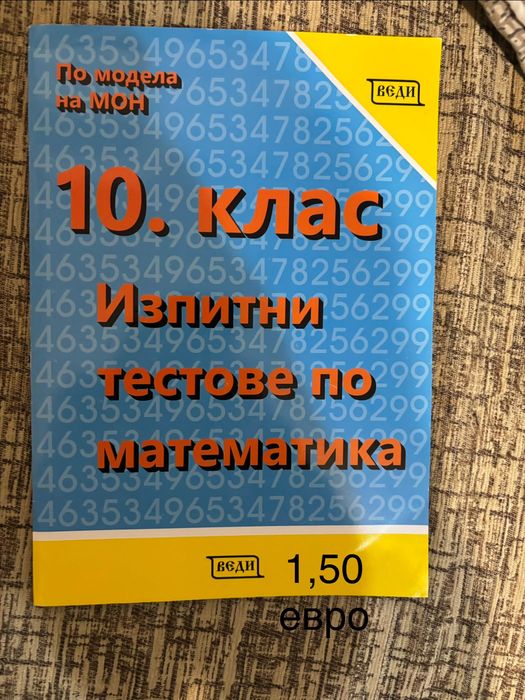 По модела
на МОН
ВЕДИ
10. клас
Изпитни
тестове по
математика
ВЕДИ
1,50
евро